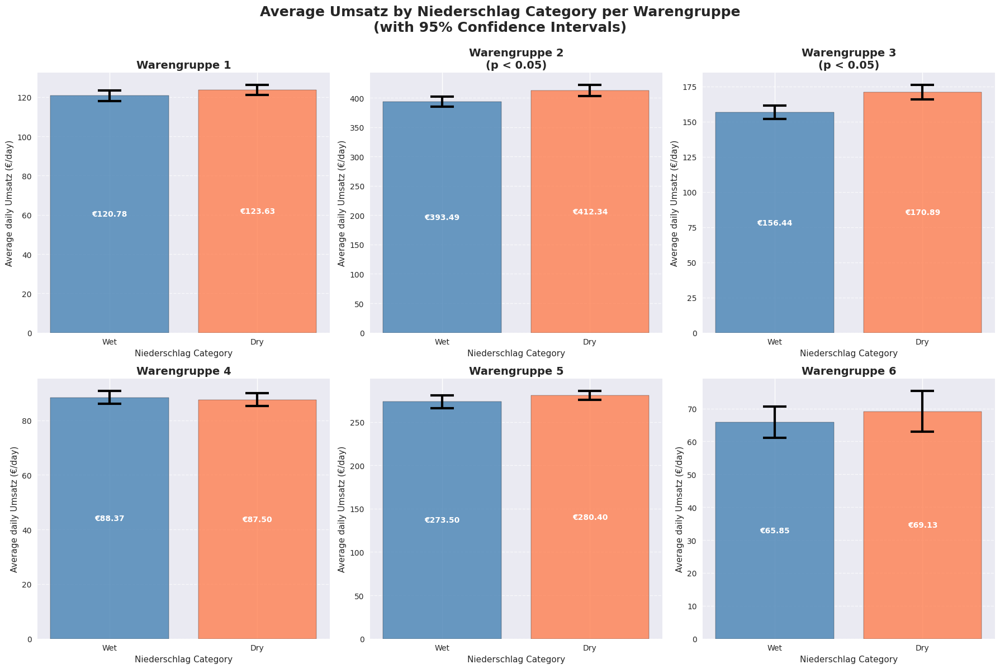 Average Umsatz by Niederschlag Category per Warengruppe
(with 95% Confidence Intervals)
Warengruppe 1
Average daily Umsatz (€/day)
120
100
80
60
40
20
0
€120.78
€123.63
Wet
Dry
Niederschlag Category
Warengruppe 2
(p < 0.05)
Average daily Umsatz (€/day)
400
350
300
250
200
150
100
50
0
€393.49
€412.34
Wet
Dry
Niederschlag Category
Warengruppe 3
(p < 0.05)
Average daily Umsatz (€/day)
175
150
125
100
75
50
25
0
€156.44
€170.89
Wet
Dry
Niederschlag Category
Warengruppe 4
Average daily Umsatz (€/day)
80
60
40
20
0
€88.37
€87.50
Wet
Dry
Niederschlag Category
Warengruppe 5
Average daily Umsatz (€/day)
250
200
150
100
50
0
€273.50
€280.40
Wet
Dry
Niederschlag Category
Warengruppe 6
Average daily Umsatz (€/day)
70
60
50
40
30
20
10
0
€65.85
€69.13
Wet
Dry
Niederschlag Category